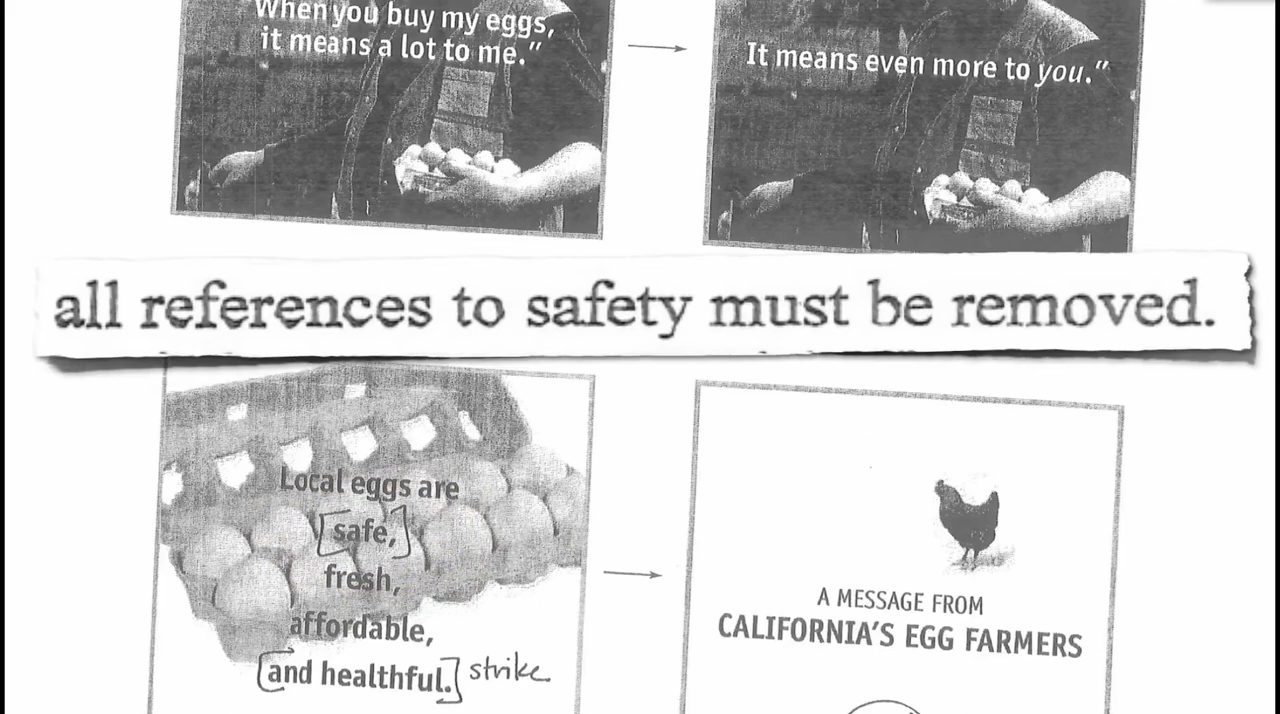 "When you buy my eggs,
it means a lot to me."
It means even more to you."
all references to safety must be removed.
Local eggs are
[safe,]
fresh,
affordable,
[and healthful.] strike
A MESSAGE FROM
CALIFORNIA'S EGG FARMERS